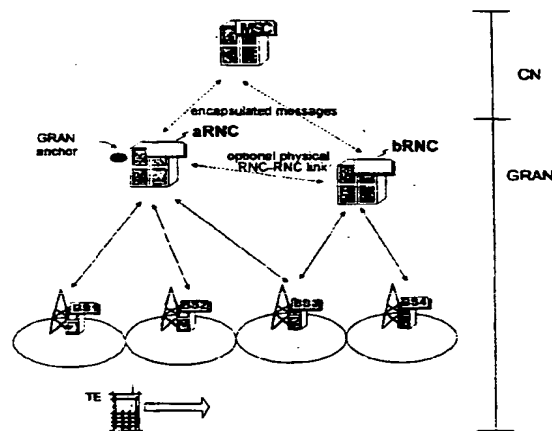 MSC
CN
encapsulated messages
aRNC
GRAN
anchor
optional physical
RNC-RNC link
bRNC
GRAN
BS1
BS2
BS3
BS4
TE